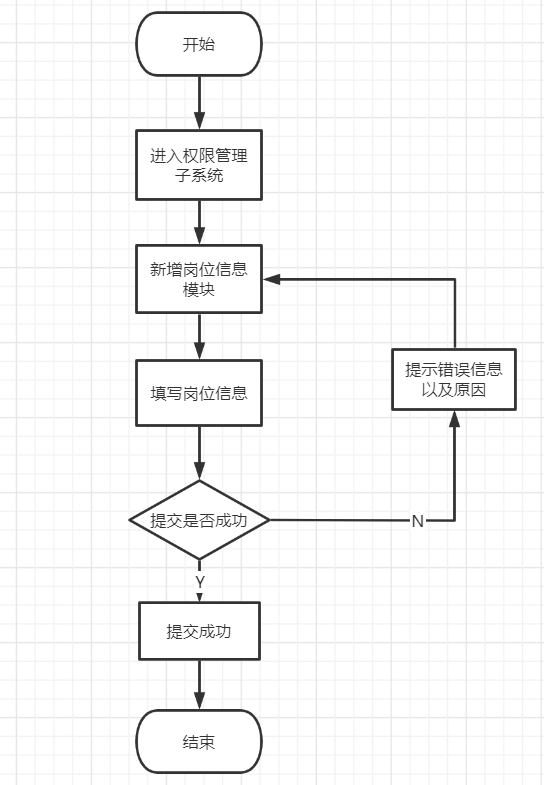 开始
进入权限管理
子系统
新增岗位信息
模块
提示错误信息
以及原因
填写岗位信息
提交是否成功
N
Y
提交成功
结束